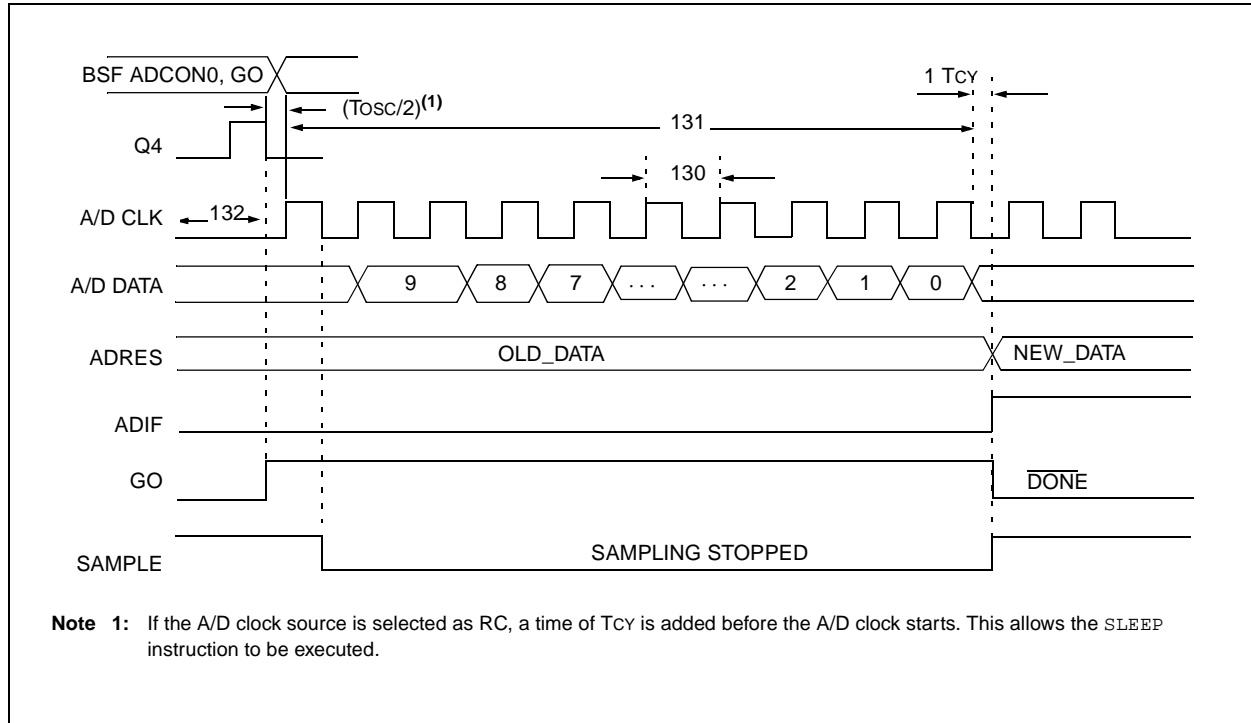 BSF ADCON0, GO
1 TCY
(TOSC/2)(1)
131
Q4
130
A/D CLK
132
A/D DATA
9 8 7 ... ... 2 1 0
ADRES
OLD_DATA
NEW_DATA
ADIF
GO
DONE
SAMPLE
SAMPLING STOPPED
Note 1: If the A/D clock source is selected as RC, a time of TCY is added before the A/D clock starts. This allows the SLEEP
instruction to be executed.